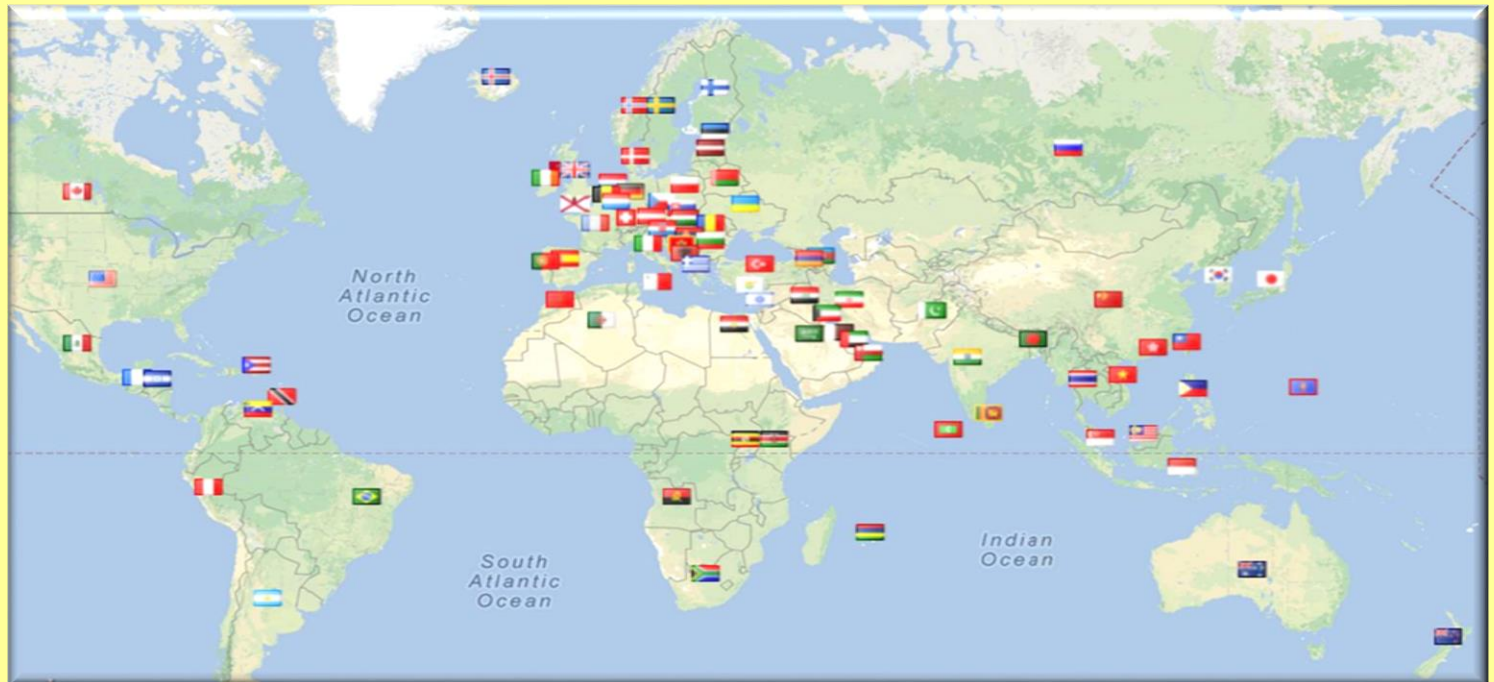 North
Atlantic
Ocean
South
Atlantic
Ocean
Indian
Ocean